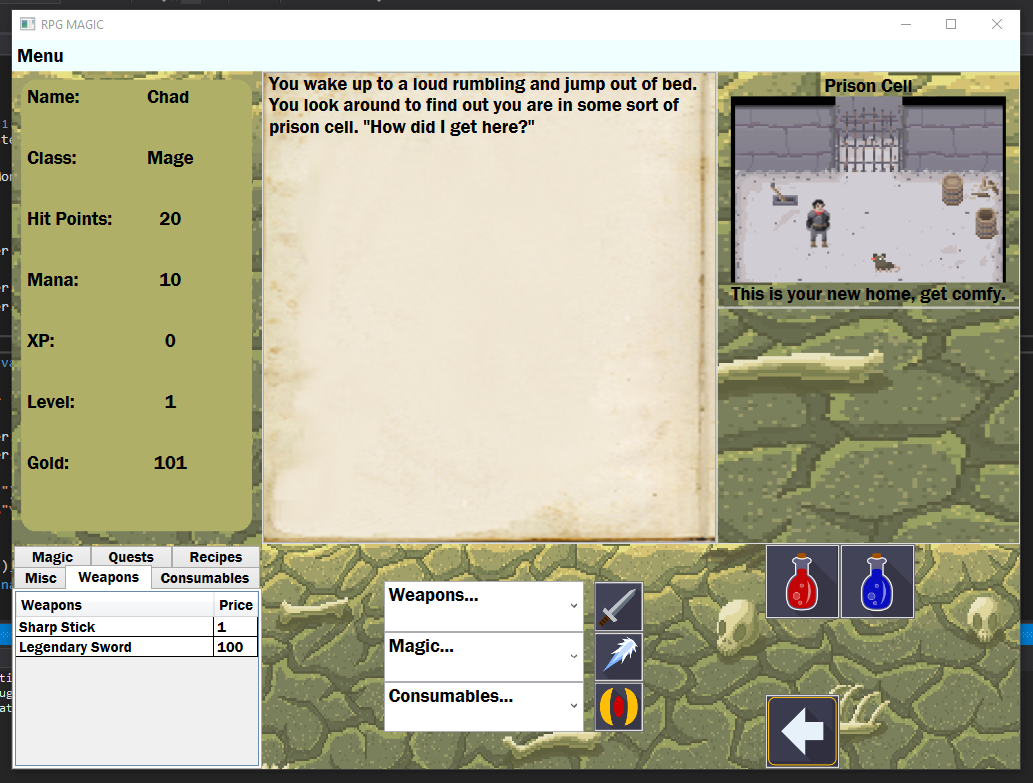 RPG MAGIC
Menu
Name: Chad
Class: Mage
Hit Points: 20
Mana: 10
XP: 0
Level: 1
Gold: 101
You wake up to a loud rumbling and jump out of bed.
You look around to find out you are in some sort of
prison cell. "How did I get here?"
Prison Cell
This is your new home, get comfy.
Magic Quests Recipes
Misc Weapons Consumables
Weapons Price
Sharp Stick 1
Legendary Sword 100
Weapons...
Magic...
Consumables...